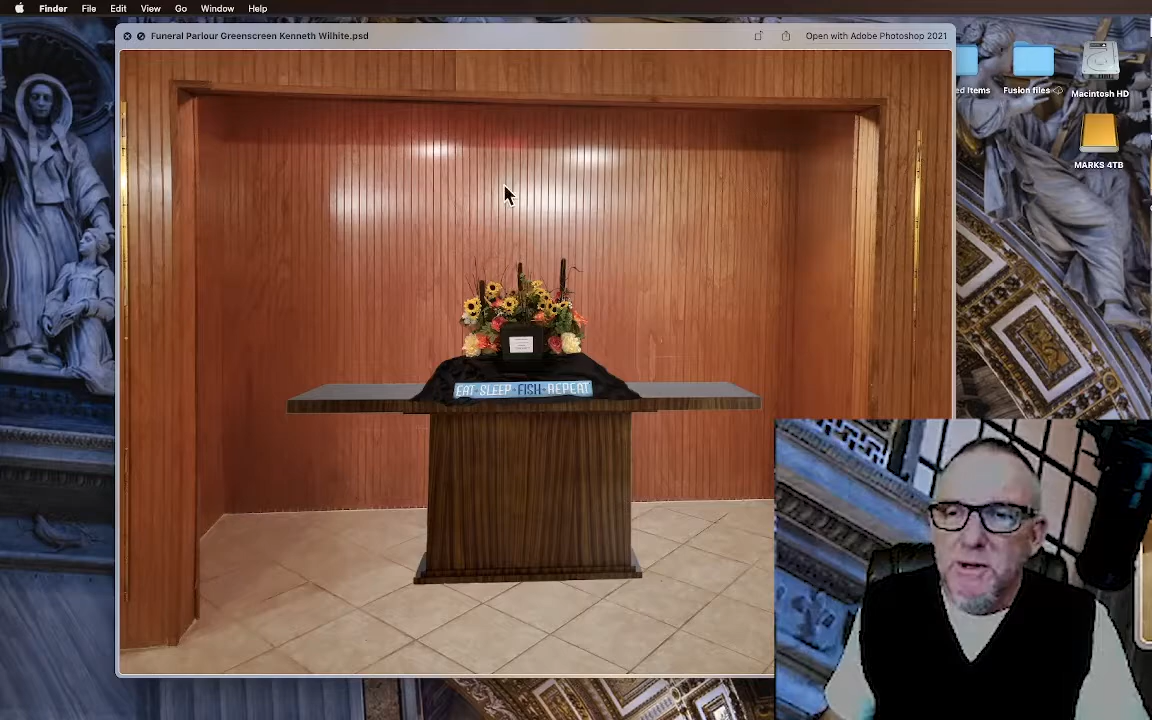 Finder File Edit View Go Window Help
Funeral Parlour Greenscreen Kenneth Wilhite.psd
Open with Adobe Photoshop 2021
ed Items
Fusion files
Macintosh HD
MARKS 4TB
EAT-SLEEP-FISH-REPEAT